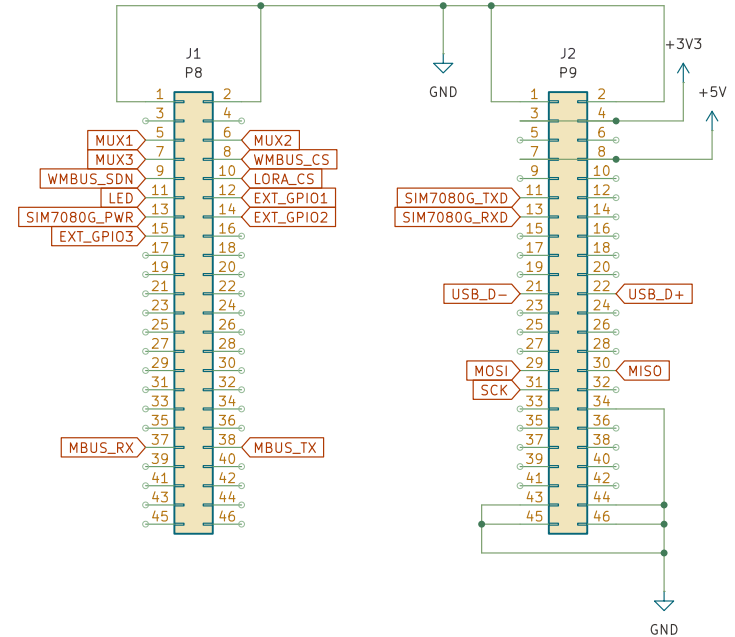 J1
P8
1 2
3 4
MUX1 5 6 MUX2
MUX3 7 8 WMBUS_CS
WMBUS_SDN 9 10 LORA_CS
LED 11 12 EXT_GPIO1
SIM7080G_PWR 13 14 EXT_GPIO2
EXT_GPIO3 15 16
17 18
19 20
21 22
23 24
25 26
27 28
29 30
31 32
33 34
35 36
MBUS_RX 37 38 MBUS_TX
39 40
41 42
43 44
45 46
GND
J2
P9
+3V3
+5V
1 2
3 4
5 6
7 8
9 10
SIM7080G_TXD 11 12
SIM7080G_RXD 13 14
15 16
17 18
19 20
USB_D- 21 22 USB_D+
23 24
25 26
27 28
MOSI 29 30 MISO
SCK 31 32
33 34
35 36
37 38
39 40
41 42
43 44
45 46
GND